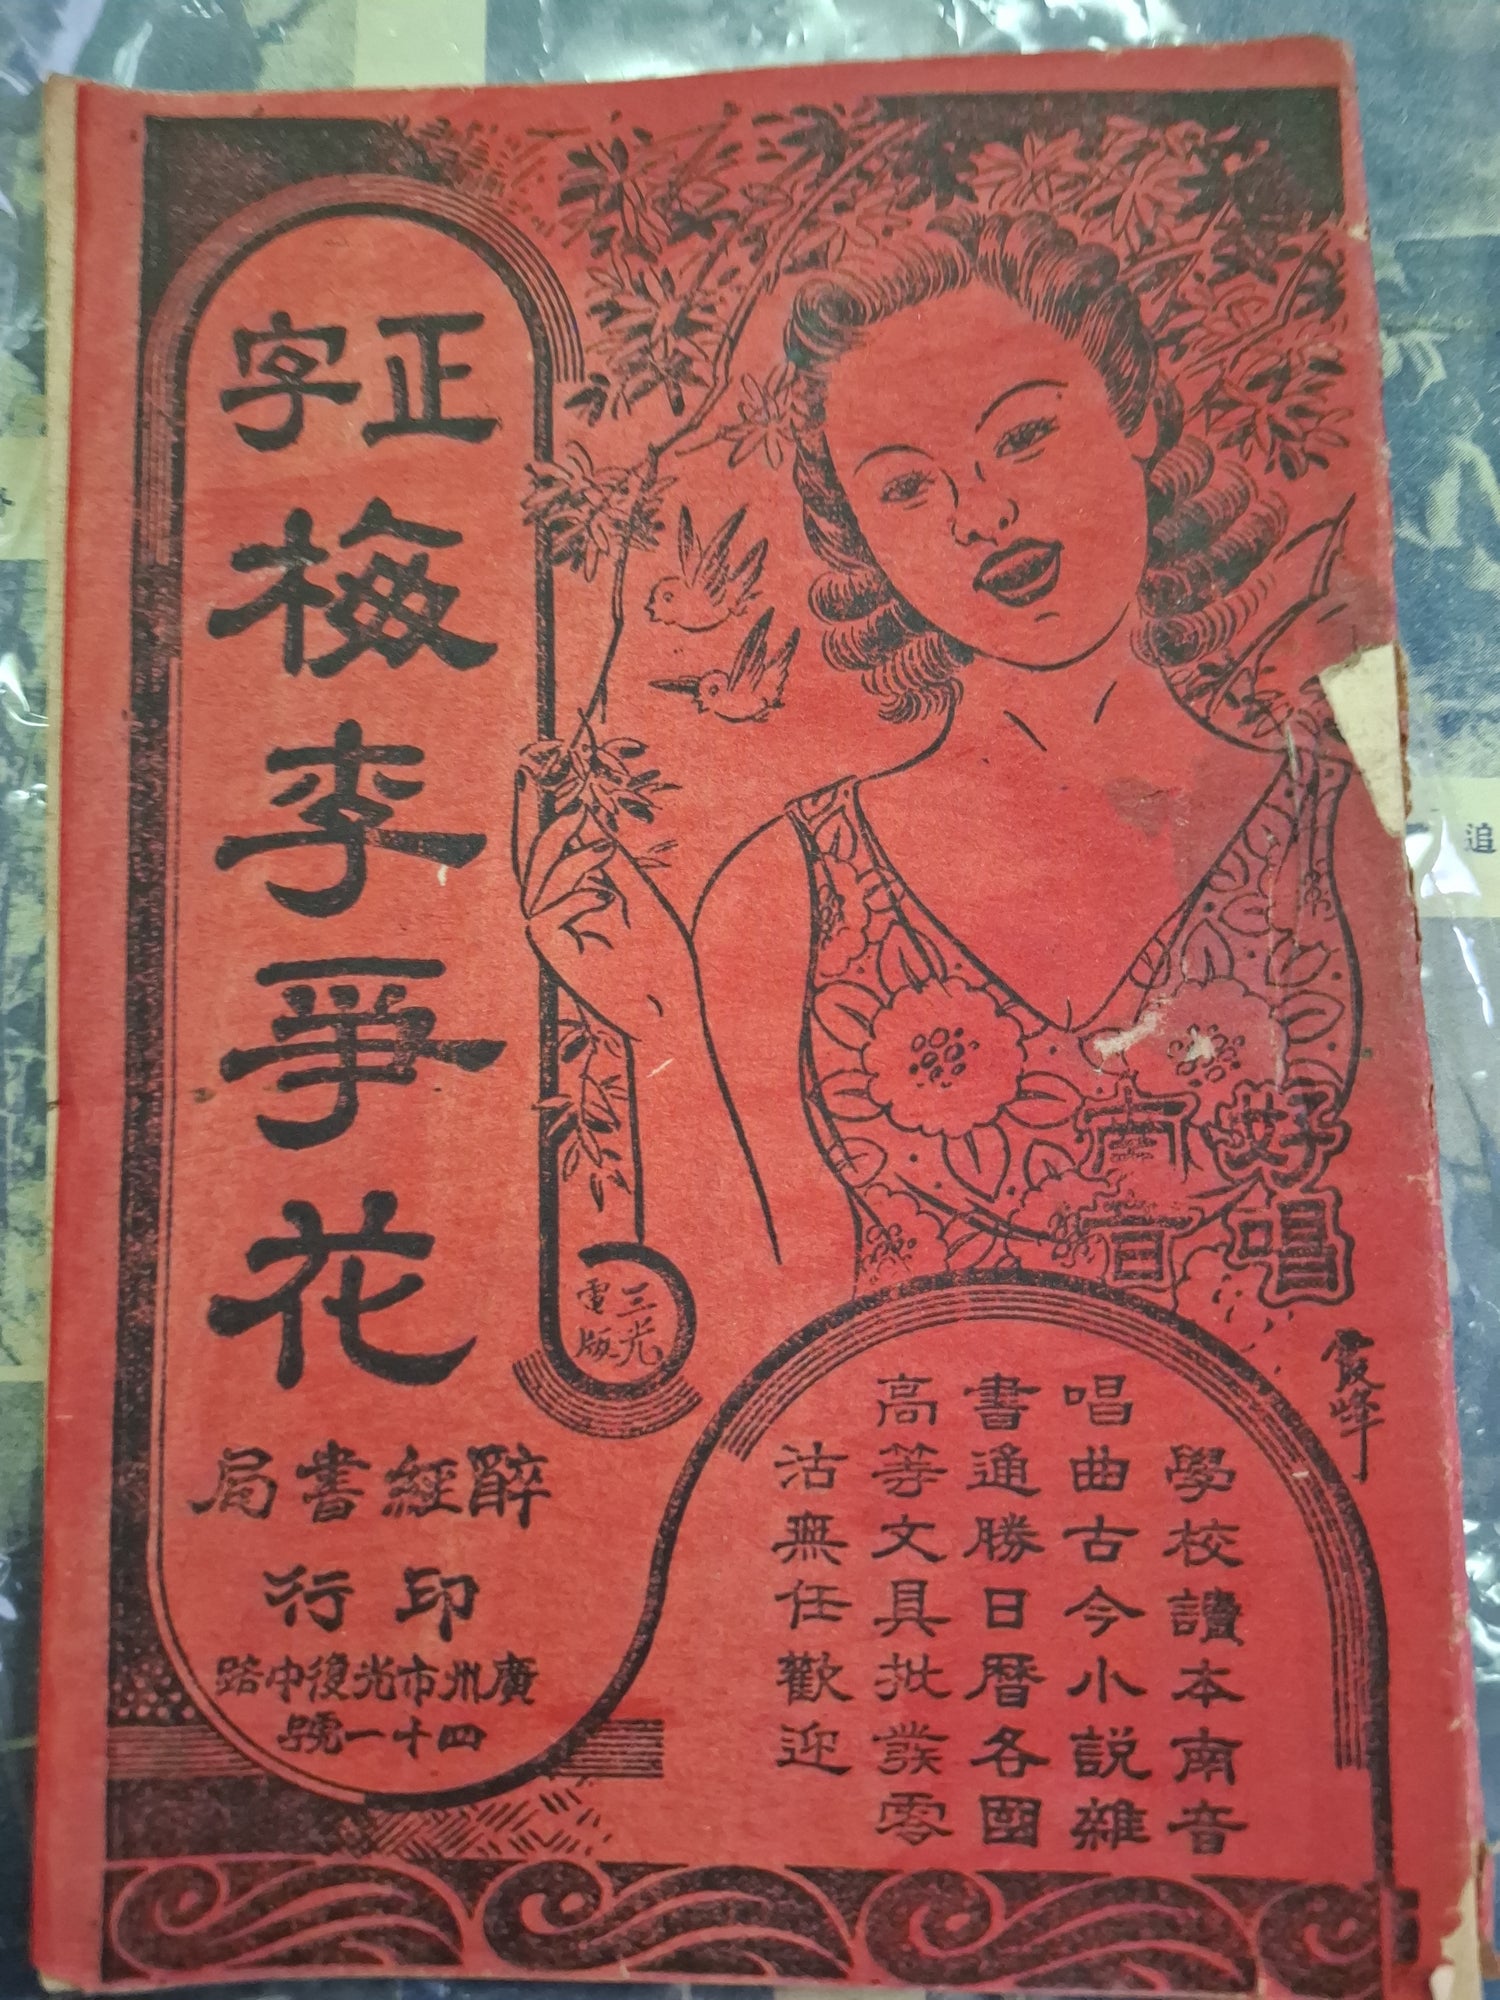 正字
梅李爭花
醉經書局
印行
廣州市光復中路
四十一號
三光
電版
好唱
南音
霞峰
學校讀本南音
唱曲古今小說雜
書通勝日曆各國
高等文具批發零
沽無任歡迎
追